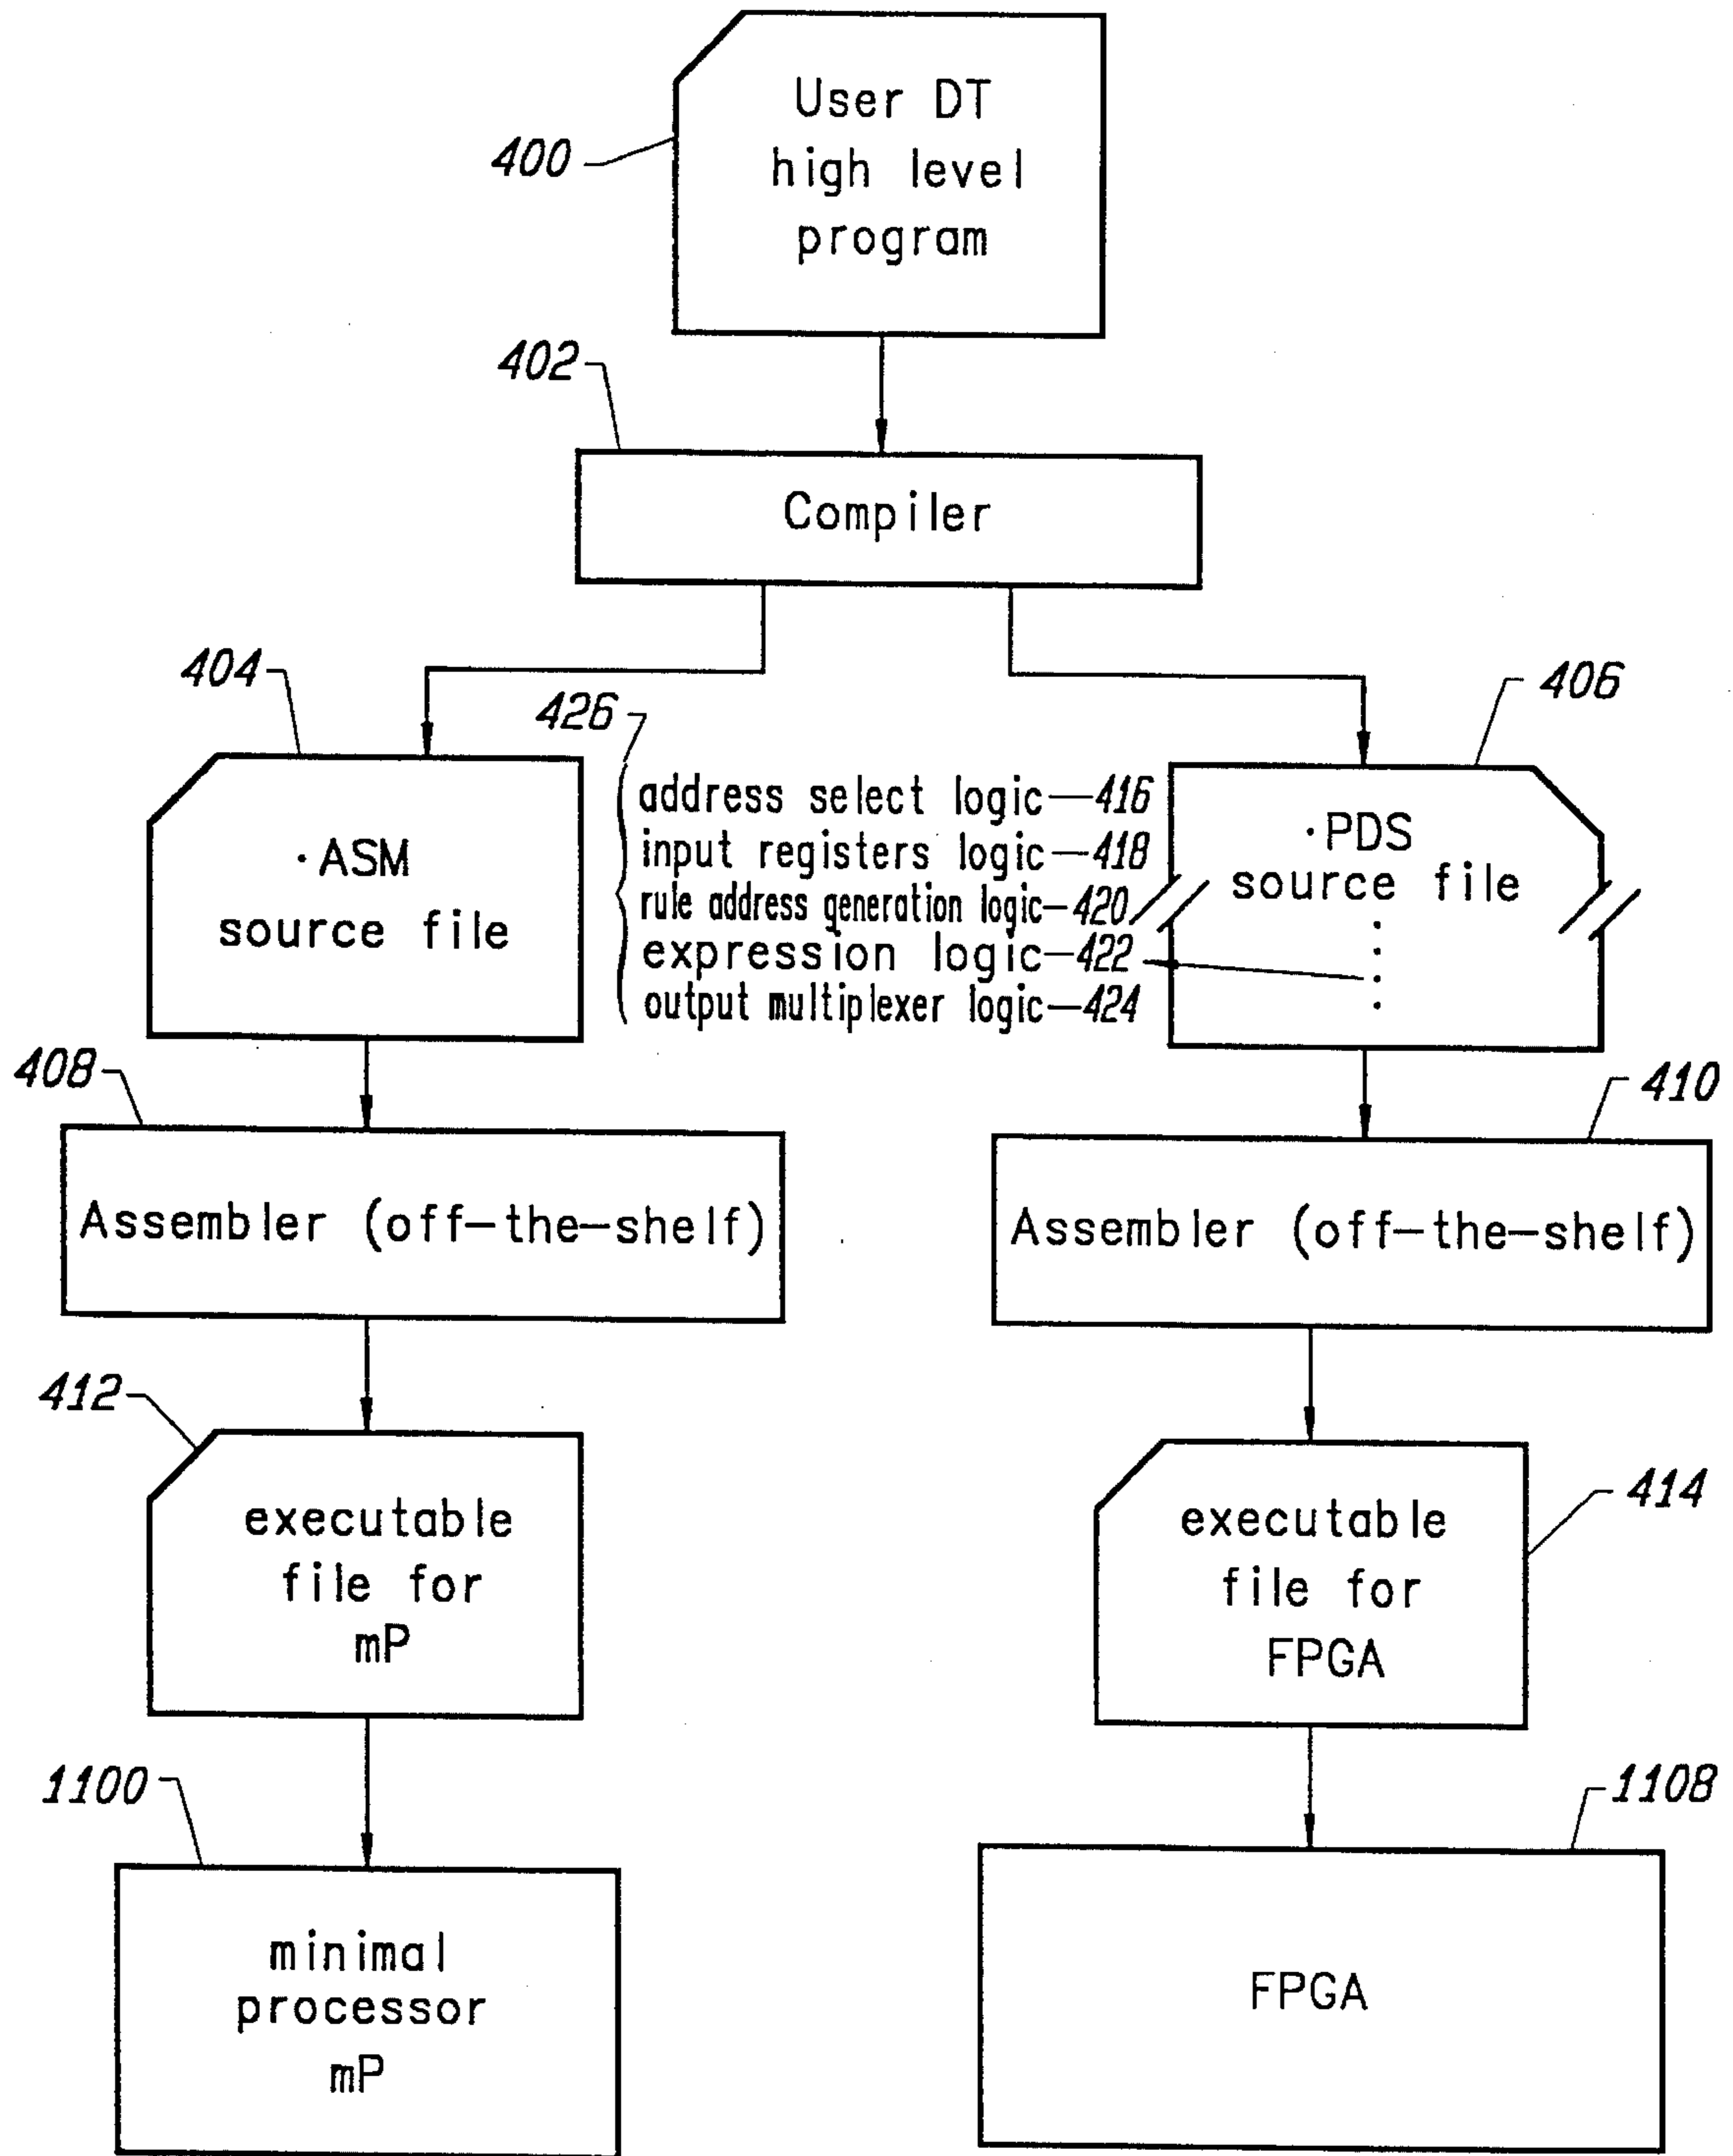 User DT
high level
program
400
402
Compiler
404
406
426
address select logic—416
input registers logic—418
rule address generation logic—420
expression logic—422
output multiplexer logic—424
.ASM
source file
.PDS
source file
408
410
Assembler (off-the-shelf)
Assembler (off-the-shelf)
412
414
executable
file for
mP
executable
file for
FPGA
1100
1108
minimal
processor
mP
FPGA